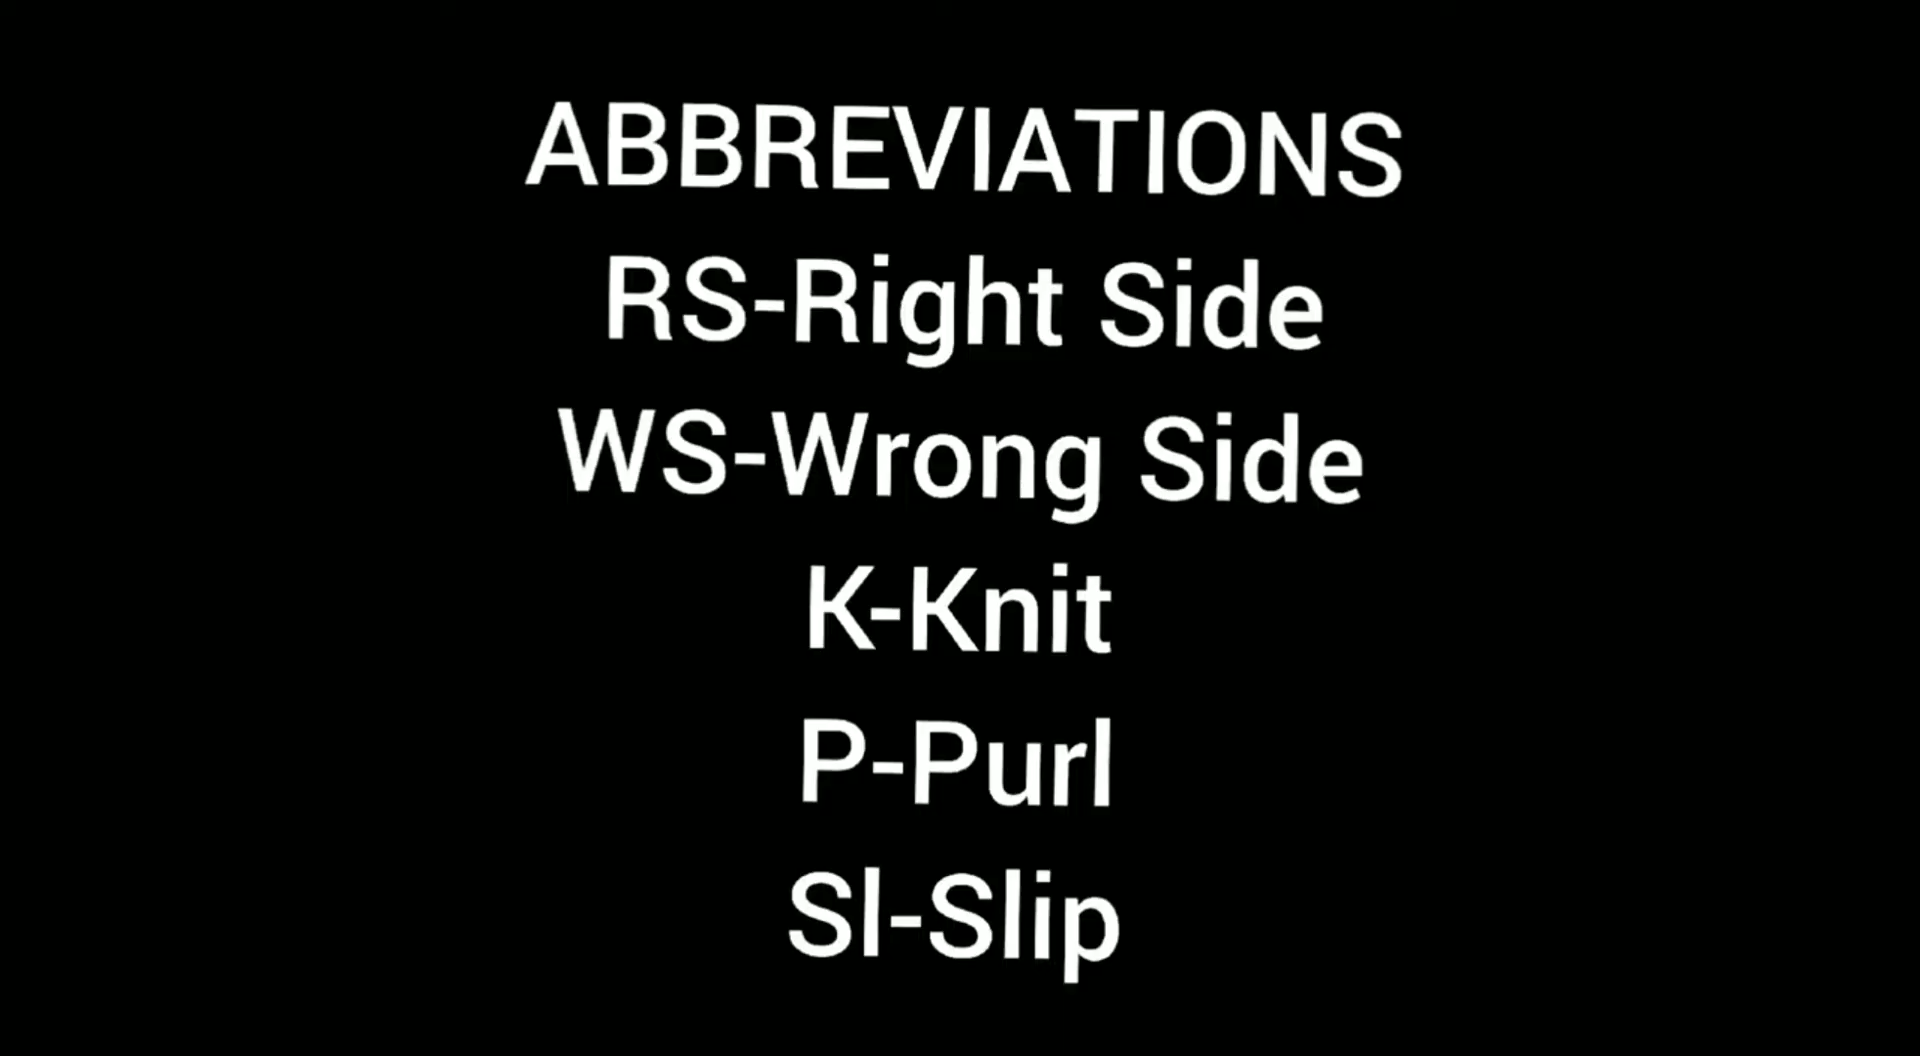 ABBREVIATIONS
RS-Right Side
WS-Wrong Side
K-Knit
P-Purl
Sl-Slip